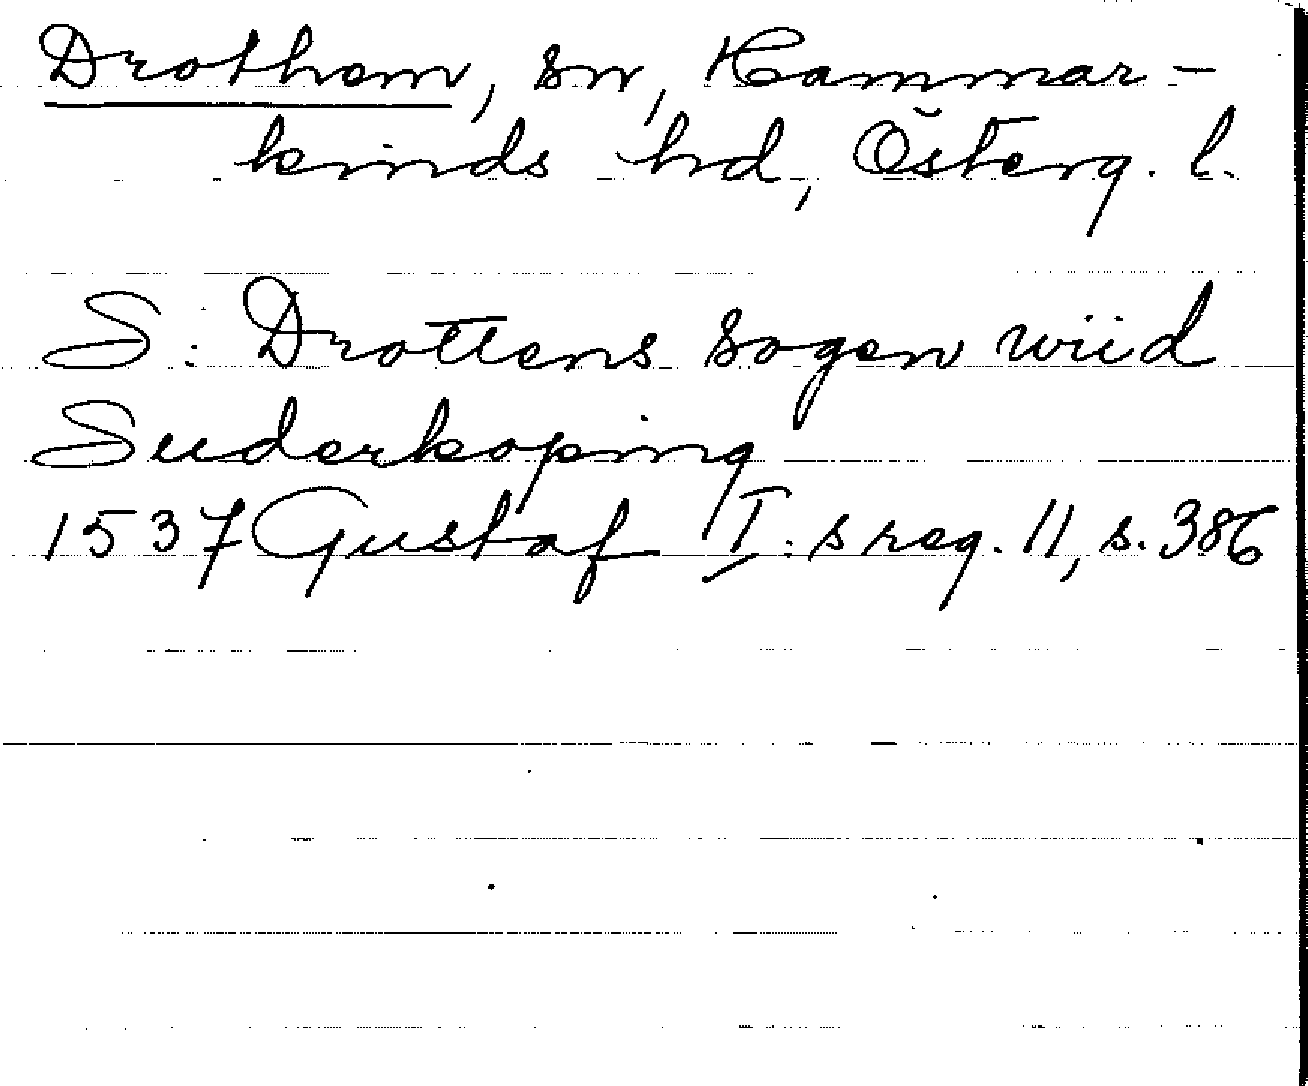 Drothem, sn, Hammar-
kinds hd, Österg. l.
S: Drottens sogen wiid
Suderkoping
1537 Gustaf I:s reg. 11, s. 386